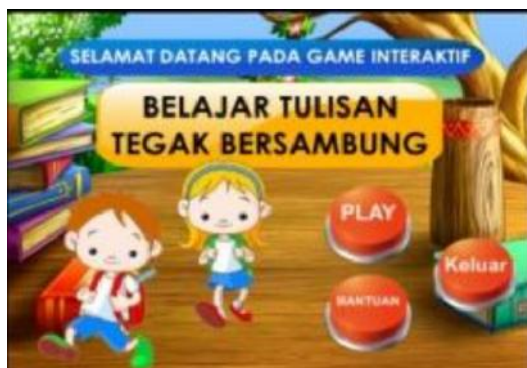 SELAMAT DATANG PADA GAME INTERAKTIF
BELAJAR TULISAN
TEGAK BERSAMBUNG
PLAY
Keluar
BANTUAN